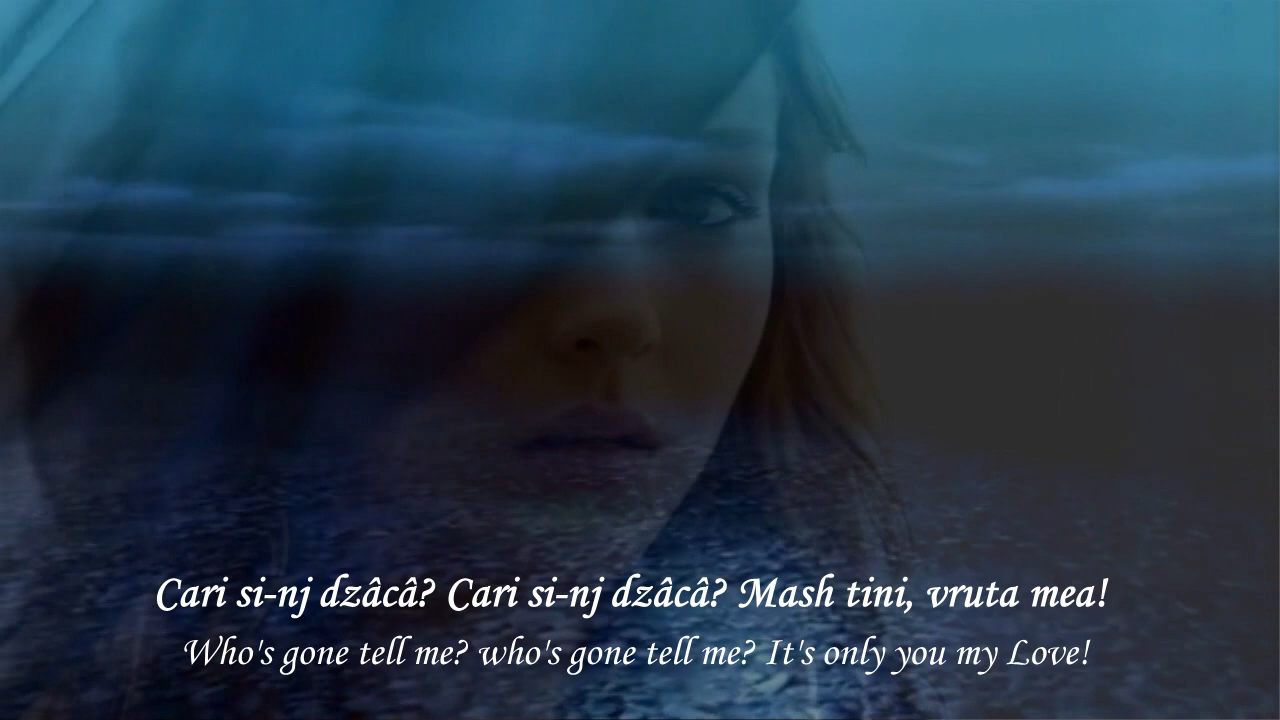 Cari si-nj dzâcâ? Cari si-nj dzâcâ? Mash tini, vruta mea!
Who's gone tell me? who's gone tell me? It's only you my Love!